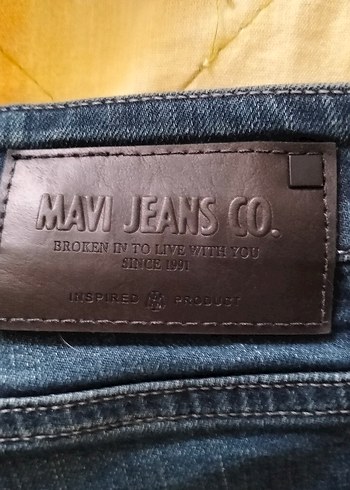 MAVI JEANS CO.
BROKEN IN TO LIVE WITH YOU
SINCE 1991
INSPIRED PRODUCT